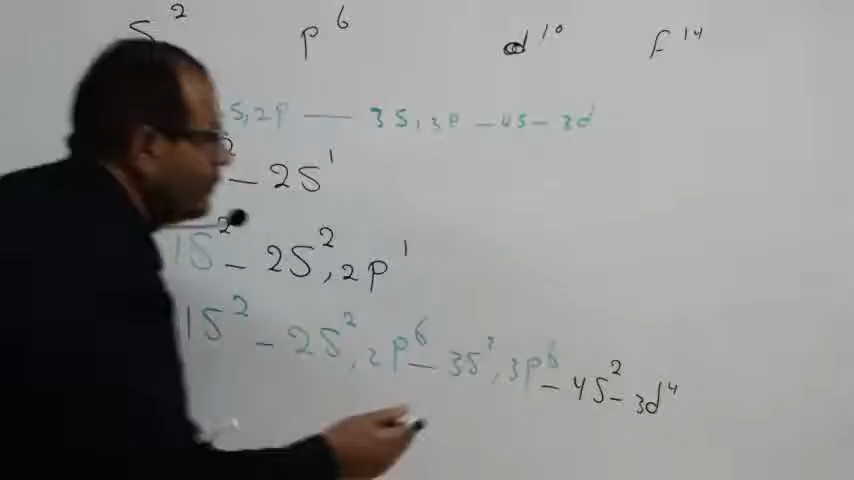 S² p⁶ d¹⁰ f¹⁴
S, 2p — 3S, 3p – 4S – 3d
² – 2S¹
1S² – 2S², 2p¹
1S² – 2S², 2p⁶ – 3S², 3p⁶ – 4S² – 3d⁴